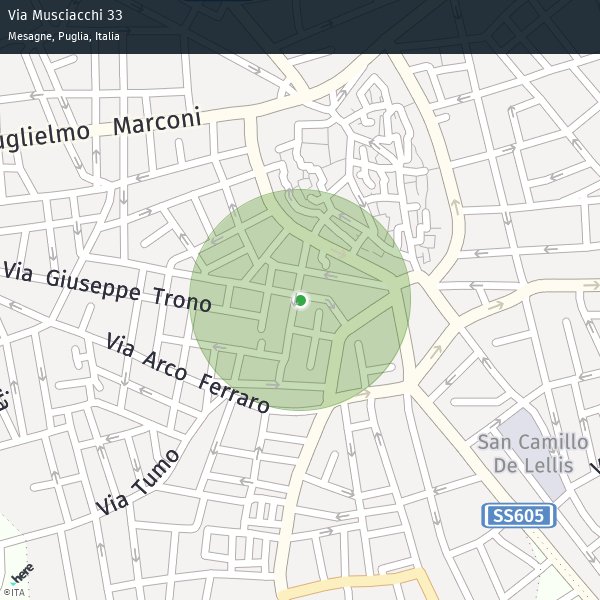 Via Musciacchi 33
Mesagne, Puglia, Italia
uglielmo Marconi
Via Giuseppe Trono
Via Arco Ferraro
San Camillo
De Lellis
Via Tumo
SS605
here
©ITA